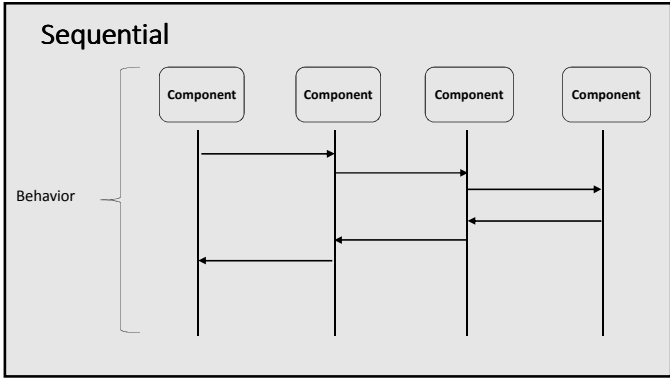 Sequential
Component
Component
Component
Component
Behavior